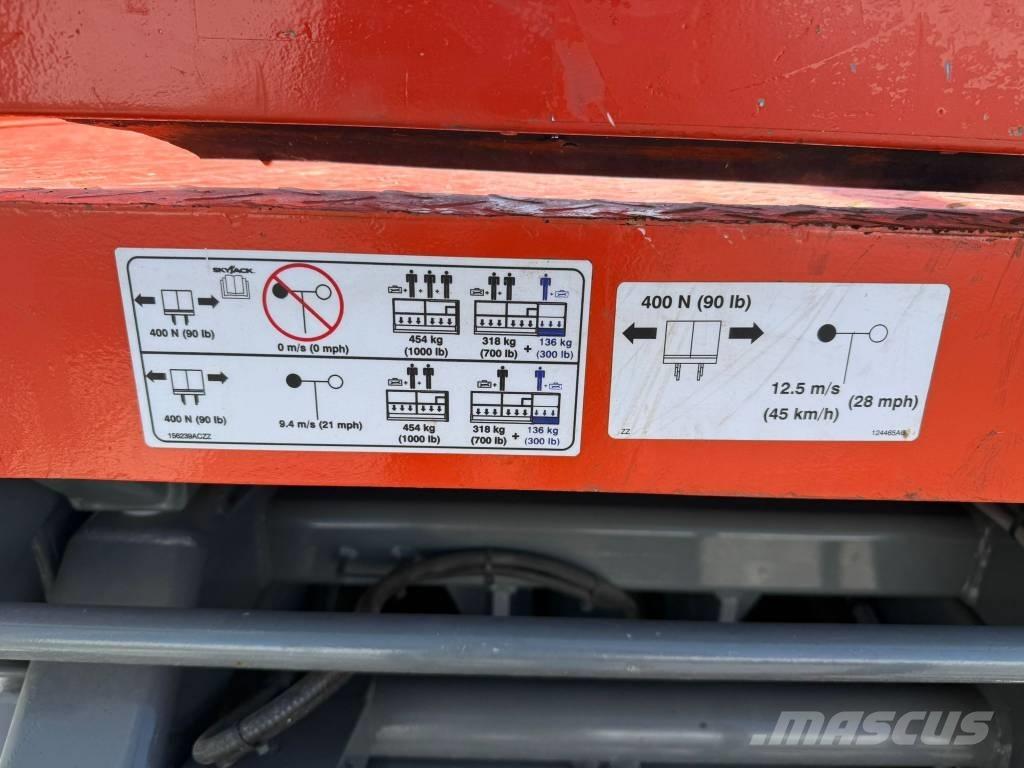 SKYJACK
400 N (90 lb)
0 m/s (0 mph)
454 kg
(1000 lb)
318 kg
(700 lb)
+
136 kg
(300 lb)
400 N (90 lb)
156239ACZZ
9.4 m/s (21 mph)
454 kg
(1000 lb)
318 kg
(700 lb)
+
136 kg
(300 lb)
400 N (90 lb)
12.5 m/s
(45 km/h)
(28 mph)
ZZ
MASCUS